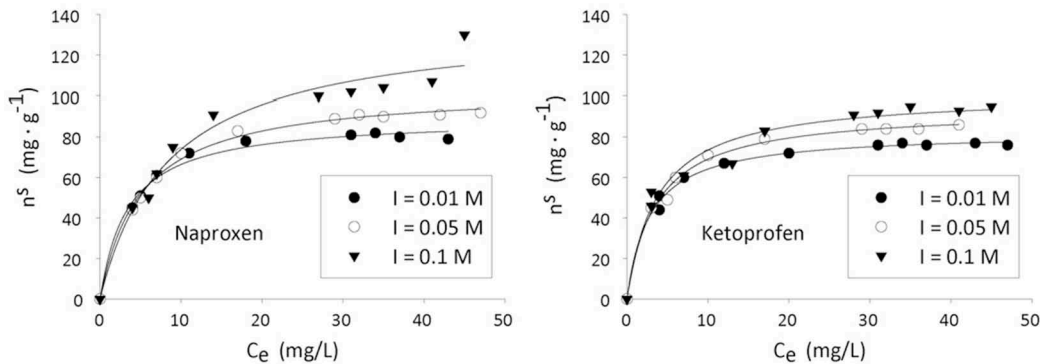 140
120
100
80
60
40
20
0
0 10 20 30 40 50
nˢ (mg · g⁻¹)
Cₑ (mg/L)
Naproxen
I = 0.01 M
I = 0.05 M
I = 0.1 M
140
120
100
80
60
40
20
0
0 10 20 30 40 50
nˢ (mg · g⁻¹)
Cₑ (mg/L)
Ketoprofen
I = 0.01 M
I = 0.05 M
I = 0.1 M